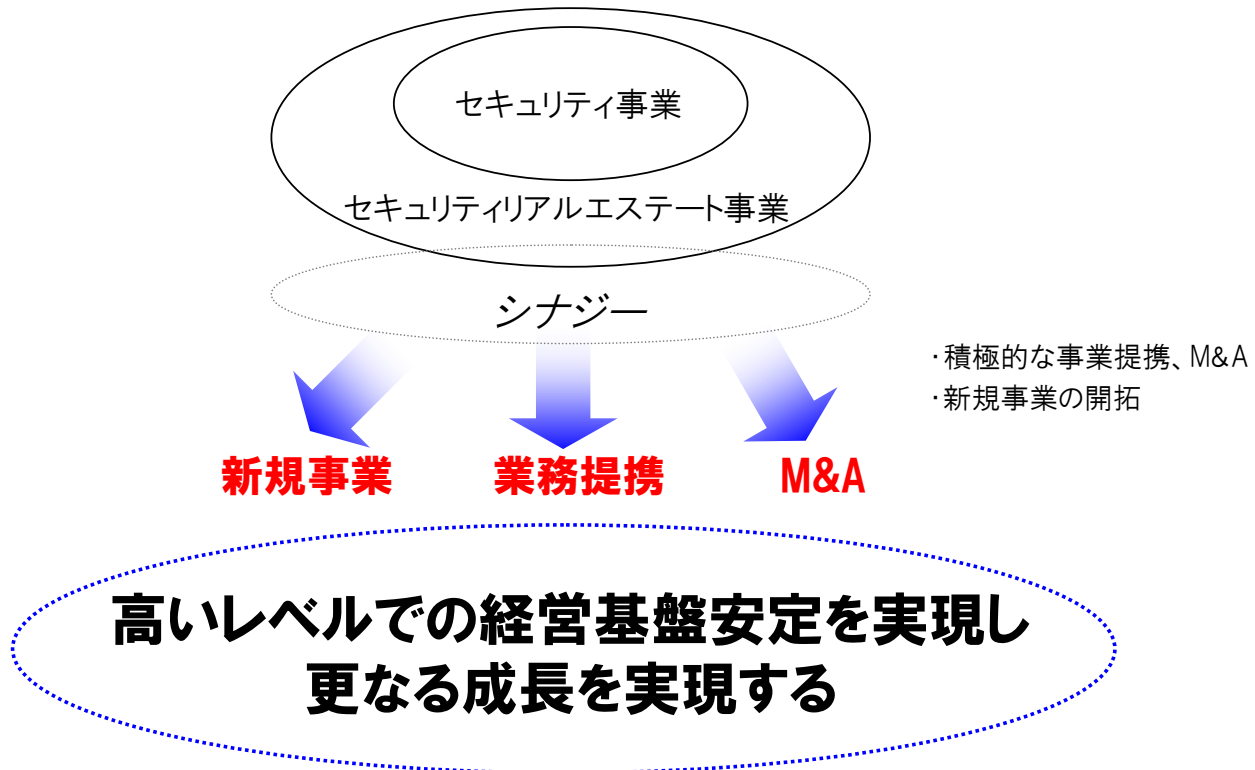 セキュリティ事業
セキュリティリアルエステート事業
シナジー
・積極的な事業提携、M&A
・新規事業の開拓
新規事業
業務提携
M&A
高いレベルでの経営基盤安定を実現し
更なる成長を実現する